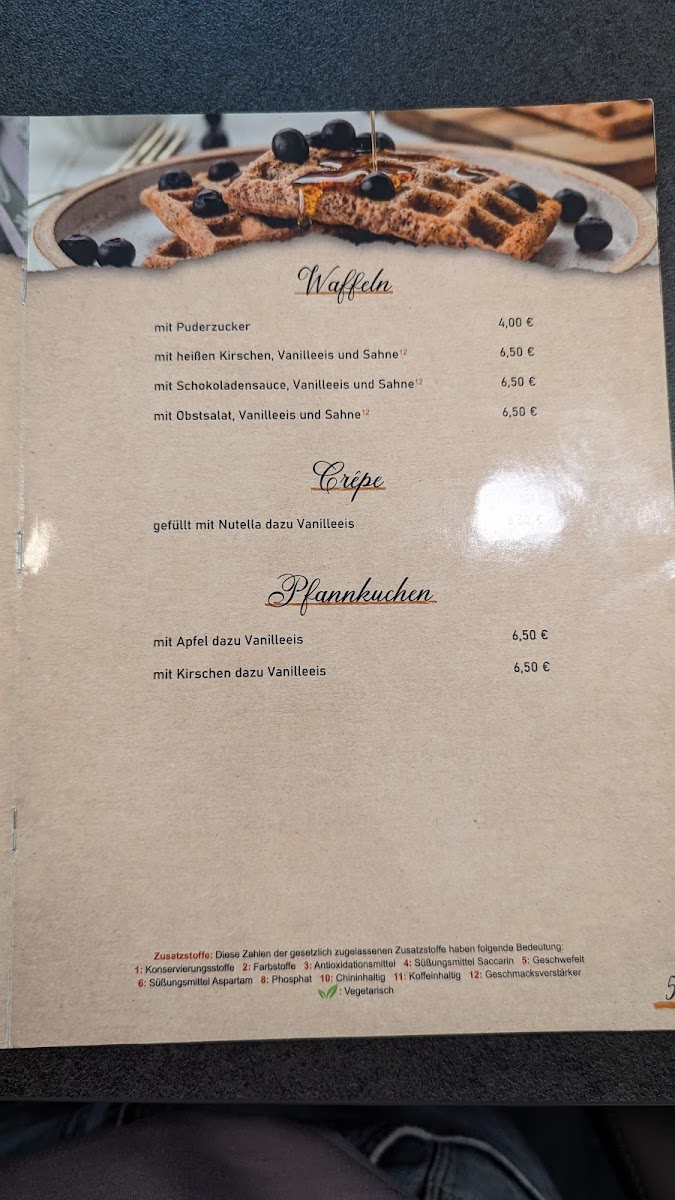 Waffeln
mit Puderzucker 4,00 €
mit heißen Kirschen, Vanilleeis und Sahne12 6,50 €
mit Schokoladensauce, Vanilleeis und Sahne12 6,50 €
mit Obstsalat, Vanilleeis und Sahne12 6,50 €
Crêpe
gefüllt mit Nutella dazu Vanilleeis
Pfannkuchen
mit Apfel dazu Vanilleeis 6,50 €
mit Kirschen dazu Vanilleeis 6,50 €
Zusatzstoffe: Diese Zahlen der gesetzlich zugelassenen Zusatzstoffe haben folgende Bedeutung:
1: Konservierungsstoffe 2: Farbstoffe 3: Antioxidationsmittel 4: Süßungsmittel Saccarin 5: Geschwefelt
6: Süßungsmittel Aspartam 8: Phosphat 10: Chininhaltig 11: Koffeinhaltig 12: Geschmacksverstärker
: Vegetarisch
5